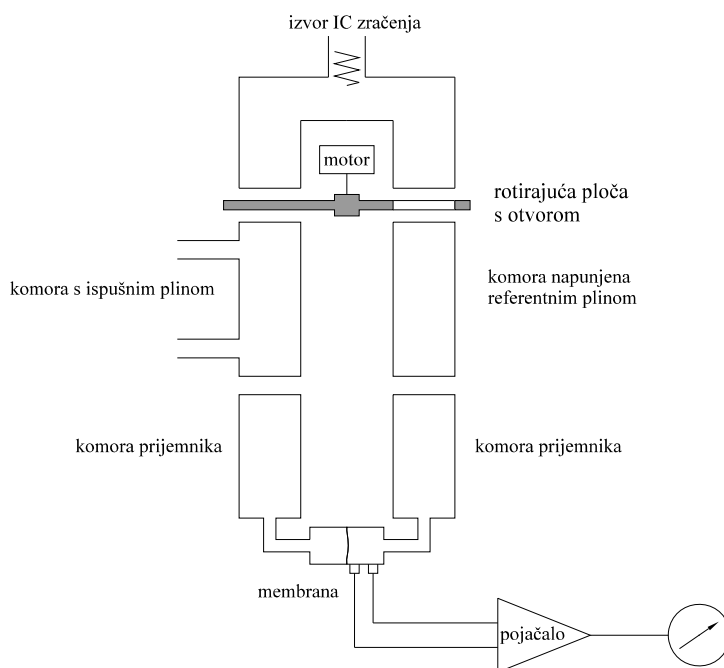 izvor IC zračenja
motor
rotirajuća ploča
s otvorom
komora s ispušnim plinom
komora napunjena
referentnim plinom
komora prijemnika
komora prijemnika
membrana
pojačalo